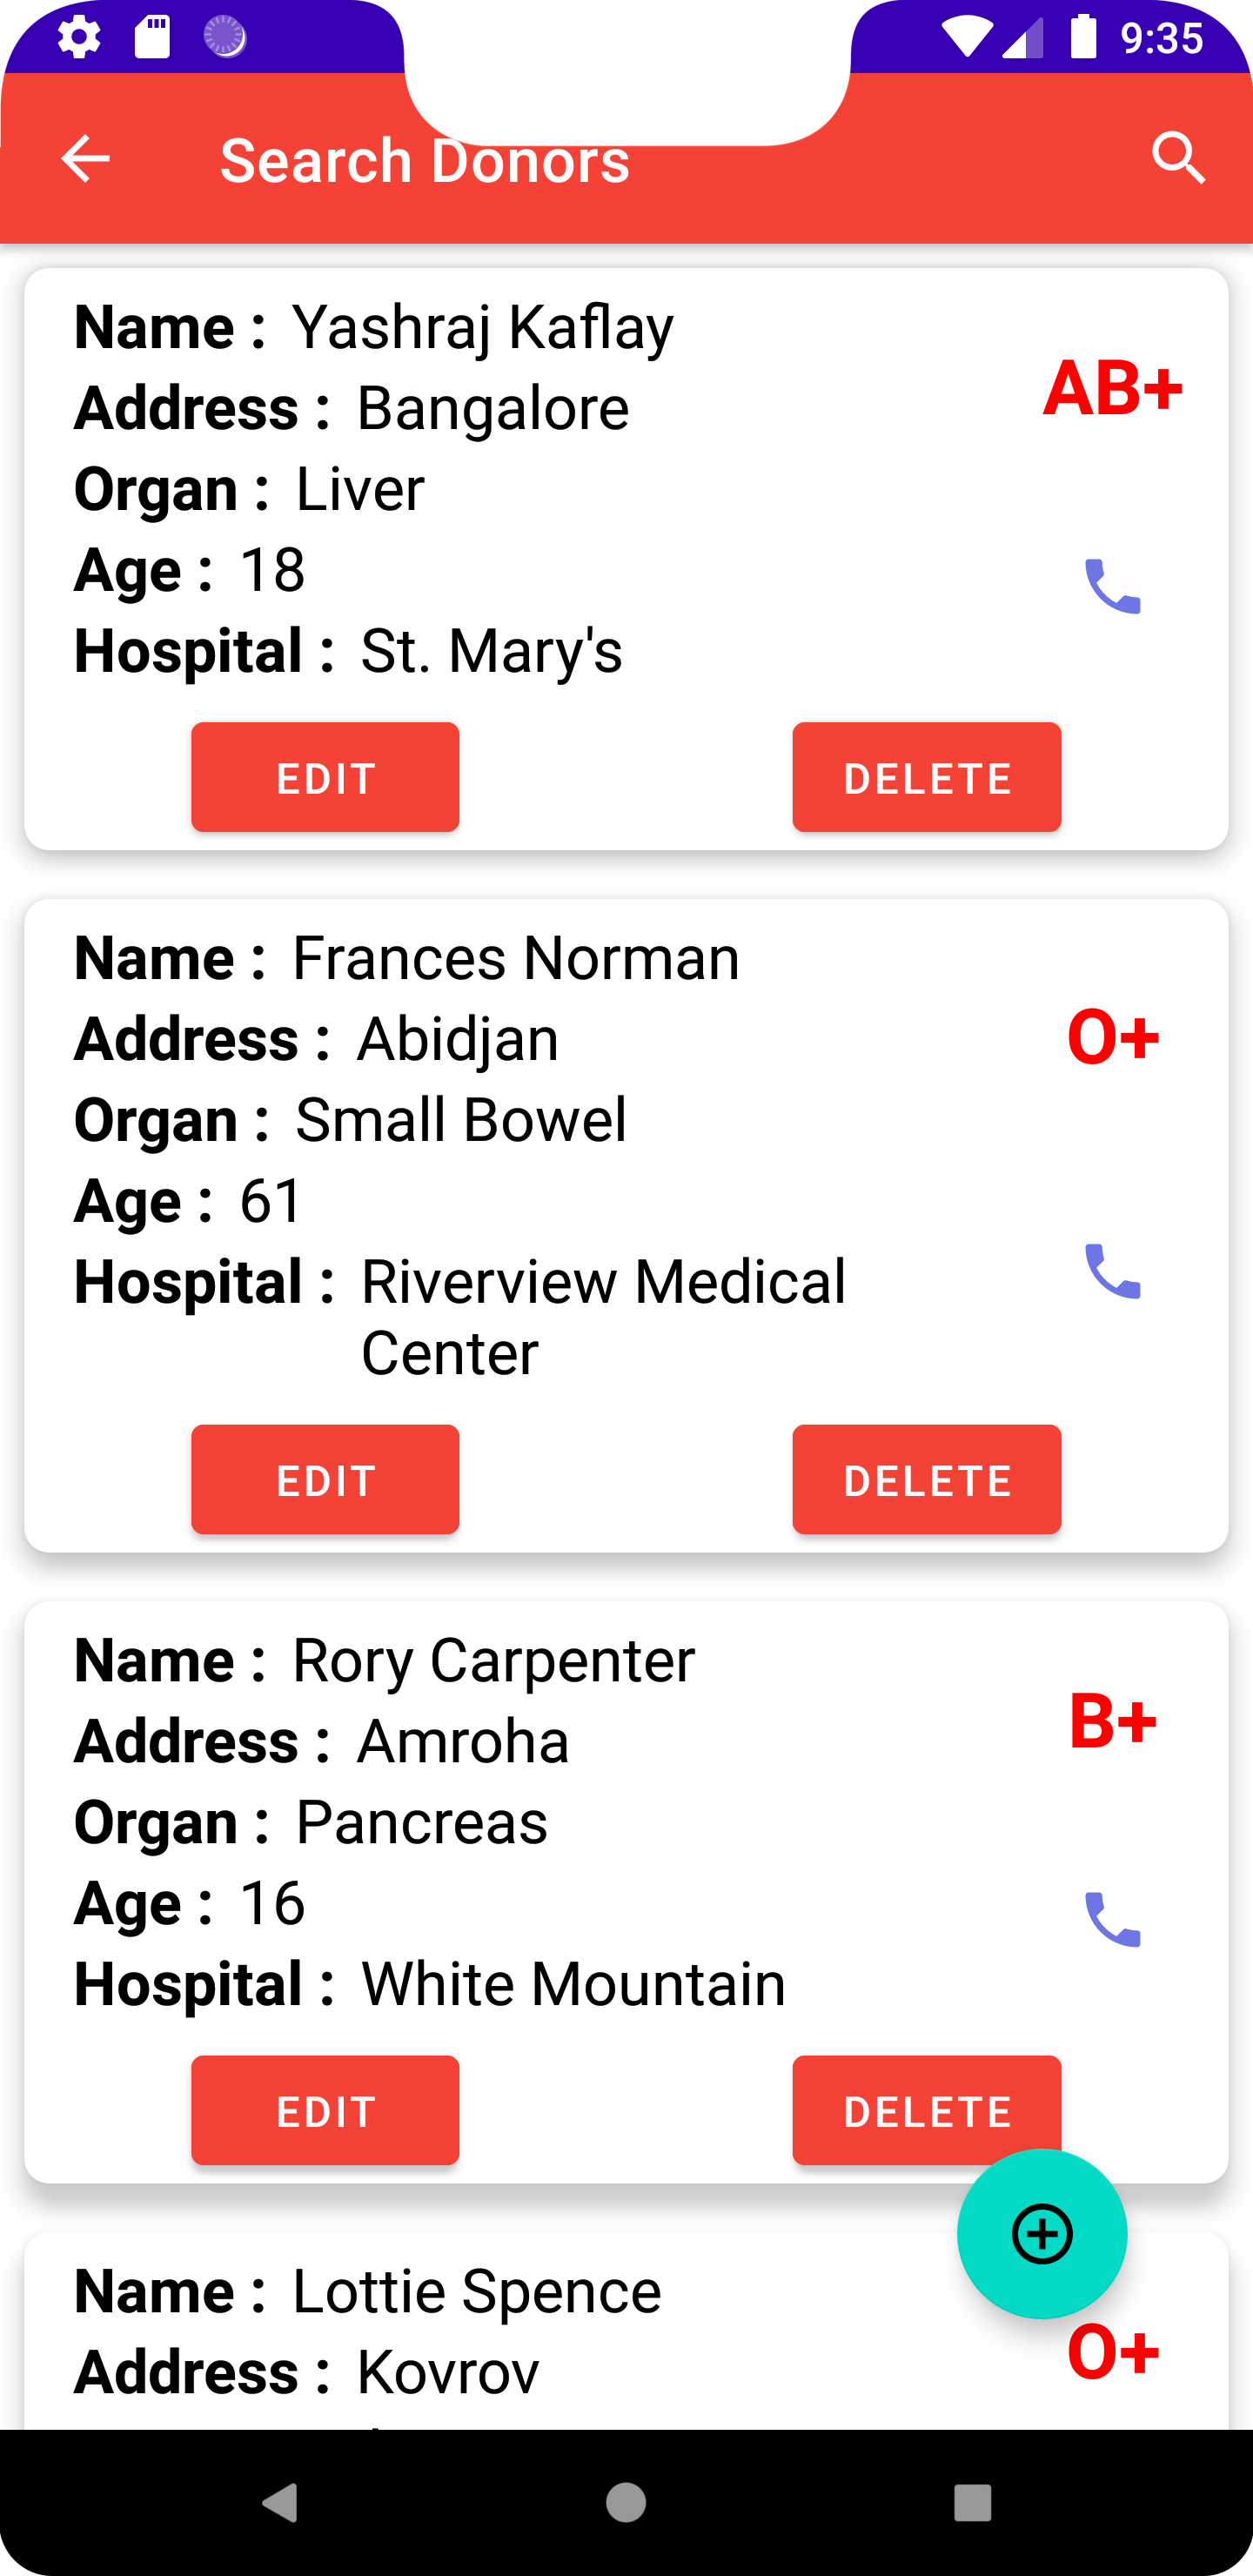 9:35
Search Donors
Name : Yashraj Kaflay
Address : Bangalore
AB+
Organ : Liver
Age : 18
Hospital : St. Mary's
EDIT DELETE
Name : Frances Norman
Address : Abidjan
O+
Organ : Small Bowel
Age : 61
Hospital : Riverview Medical
Center
EDIT DELETE
Name : Rory Carpenter
Address : Amroha
B+
Organ : Pancreas
Age : 16
Hospital : White Mountain
EDIT DELETE
Name : Lottie Spence
Address : Kovrov
O+